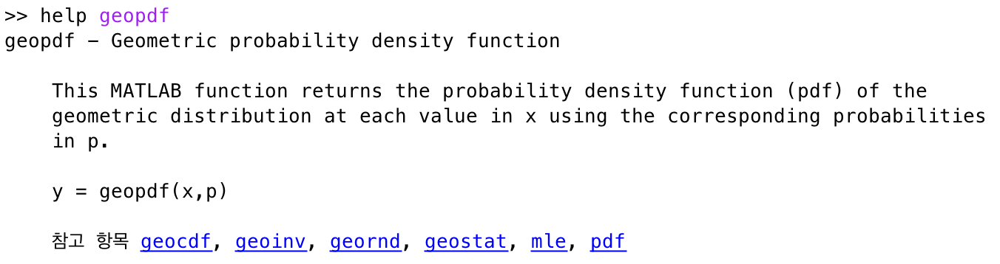 >> help geopdf
geopdf - Geometric probability density function
This MATLAB function returns the probability density function (pdf) of the
geometric distribution at each value in x using the corresponding probabilities
in p.
y = geopdf(x,p)
참고 항목 geocdf, geoinv, geornd, geostat, mle, pdf